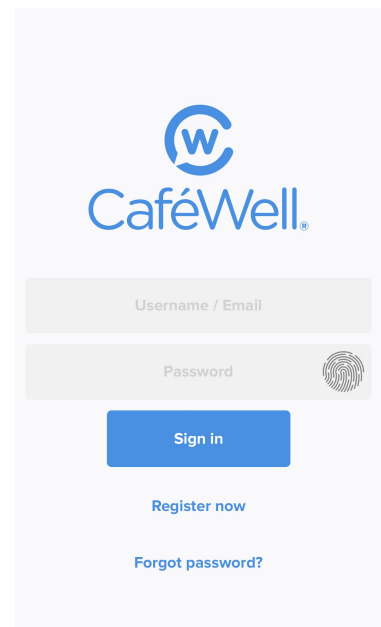 W
CaféWell®
Username / Email
Password
Sign in
Register now
Forgot password?